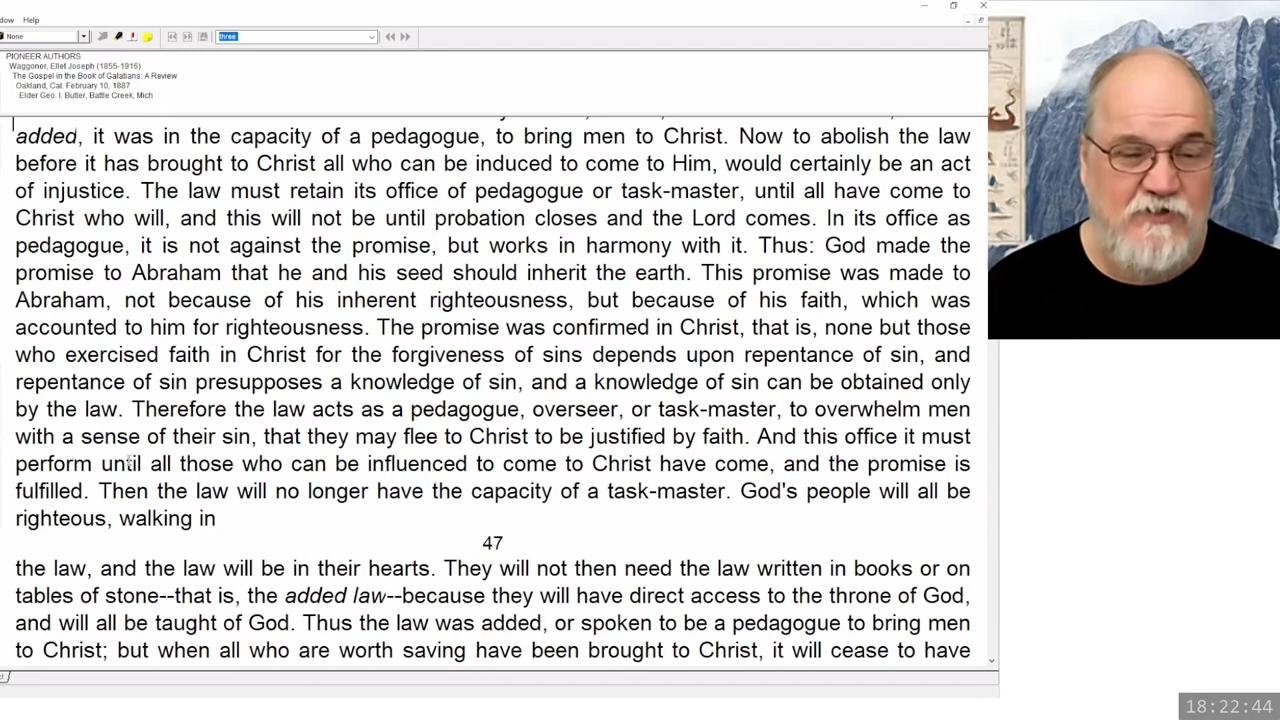 dow Help
None
three
PIONEER AUTHORS
Waggoner, Ellet Joseph (1855-1916)
The Gospel in the Book of Galatians: A Review
Oakland, Cal. February 10, 1887
Elder Geo. I. Butler, Battle Creek, Mich
added, it was in the capacity of a pedagogue, to bring men to Christ. Now to abolish the law
before it has brought to Christ all who can be induced to come to Him, would certainly be an act
of injustice. The law must retain its office of pedagogue or task-master, until all have come to
Christ who will, and this will not be until probation closes and the Lord comes. In its office as
pedagogue, it is not against the promise, but works in harmony with it. Thus: God made the
promise to Abraham that he and his seed should inherit the earth. This promise was made to
Abraham, not because of his inherent righteousness, but because of his faith, which was
accounted to him for righteousness. The promise was confirmed in Christ, that is, none but those
who exercised faith in Christ for the forgiveness of sins depends upon repentance of sin, and
repentance of sin presupposes a knowledge of sin, and a knowledge of sin can be obtained only
by the law. Therefore the law acts as a pedagogue, overseer, or task-master, to overwhelm men
with a sense of their sin, that they may flee to Christ to be justified by faith. And this office it must
perform until all those who can be influenced to come to Christ have come, and the promise is
fulfilled. Then the law will no longer have the capacity of a task-master. God's people will all be
righteous, walking in
47
the law, and the law will be in their hearts. They will not then need the law written in books or on
tables of stone--that is, the added law--because they will have direct access to the throne of God,
and will all be taught of God. Thus the law was added, or spoken to be a pedagogue to bring men
to Christ; but when all who are worth saving have been brought to Christ, it will cease to have
18:22:44